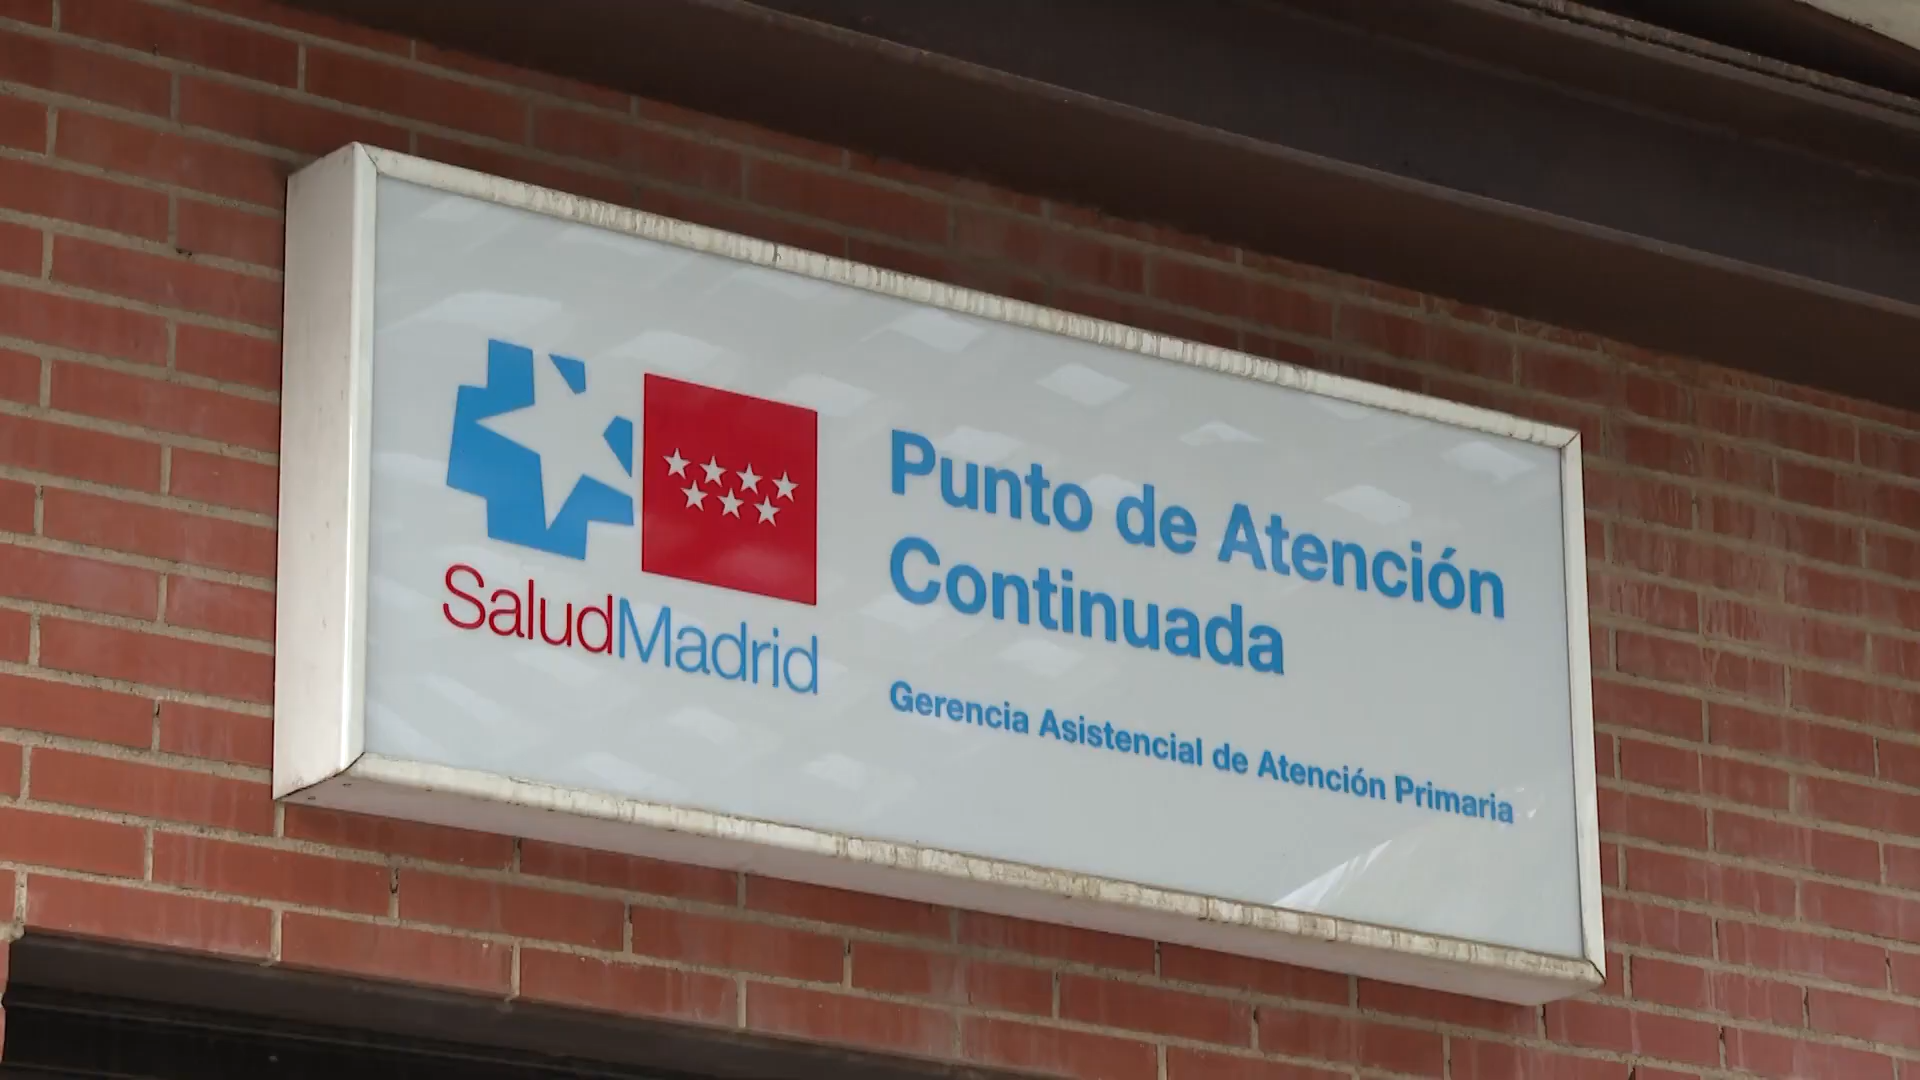 SaludMadrid
Punto de Atención
Continuada
Gerencia Asistencial de Atención Primaria